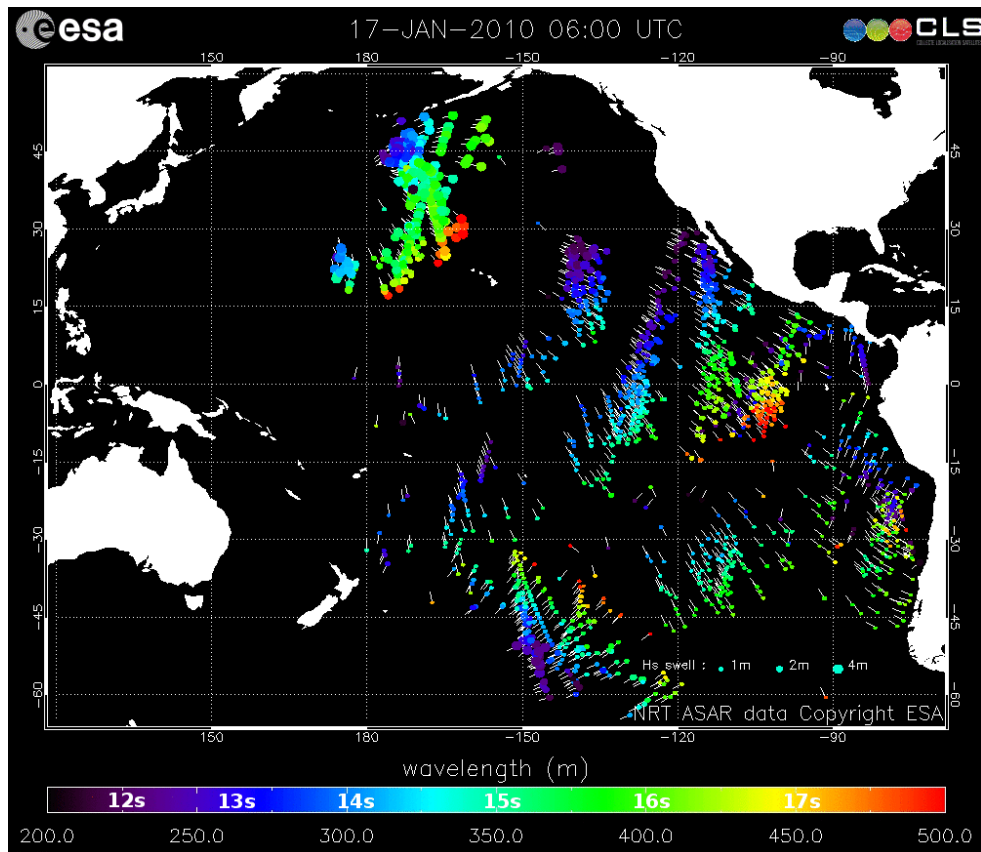 esa
17-JAN-2010 06:00 UTC
CLS
COLLECTE LOCALISATION SATELLITES
150 180 -150 -120 -90
45 45
30 30
15 15
0 0
-15 -15
-30 -30
-45 -45
Hs swell : 1m 2m 4m
-60 -60
NRT ASAR data Copyright ESA
150 180 -150 -120 -90
wavelength (m)
12s 13s 14s 15s 16s 17s
200.0 250.0 300.0 350.0 400.0 450.0 500.0